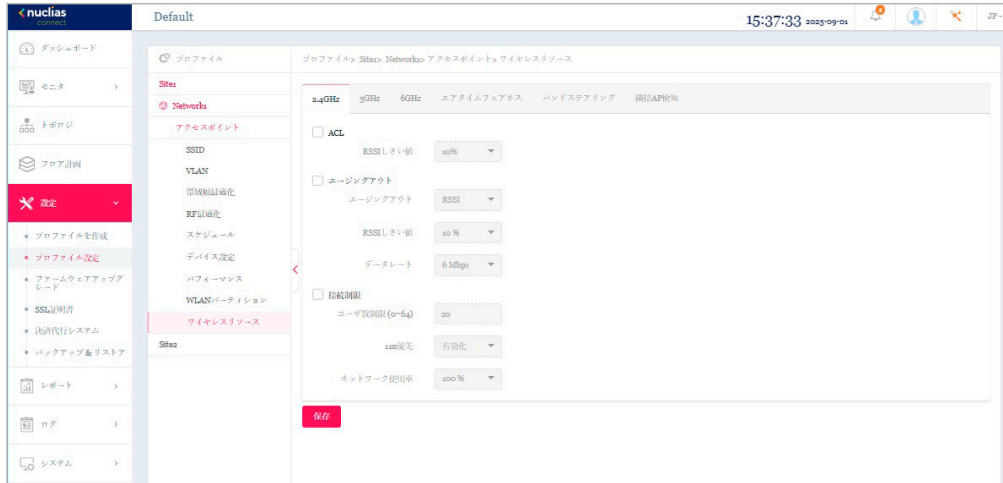 nuclias
connect
Default
15:37:33 2025-09-01
JP
ダッシュボード
モニタ
トポロジ
フロア計画
設定
プロファイルを作成
プロファイル設定
ファームウェアアップグ
レード
SSL証明書
決済代行システム
バックアップ&リストア
レポート
ログ
システム
プロファイル
Site1
Network1
アクセスポイント
SSID
VLAN
帯域幅最適化
RF最適化
スケジュール
デバイス設定
パフォーマンス
WLANパーティション
ワイヤレスリソース
Site2
プロファイル> Site1> Network1> アクセスポイント> ワイヤレスリソース
2.4GHz 5GHz 6GHz エアタイムフェアネス バンドステアリング 隣接AP検知
ACL
RSSIしきい値 10%
エージングアウト
エージングアウト RSSI
RSSIしきい値 10 %
データレート 6 Mbps
接続制限
ユーザ数制限 (0~64) 20
11n優先 有効化
ネットワーク使用率 100 %
保存